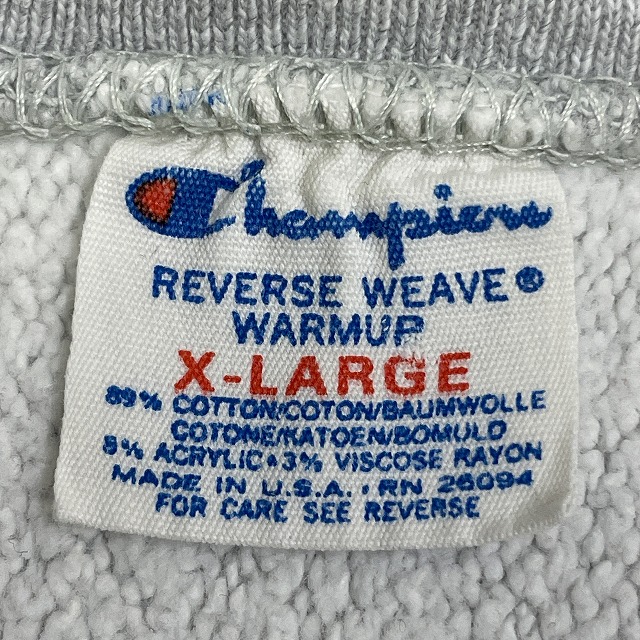 Champion
REVERSE WEAVE®
WARMUP
X-LARGE
89% COTTON/COTON/BAUMWOLLE
COTONE/KATOEN/BOMULD
8% ACRYLIC•3% VISCOSE RAYON
MADE IN U.S.A. • RN 26094
FOR CARE SEE REVERSE